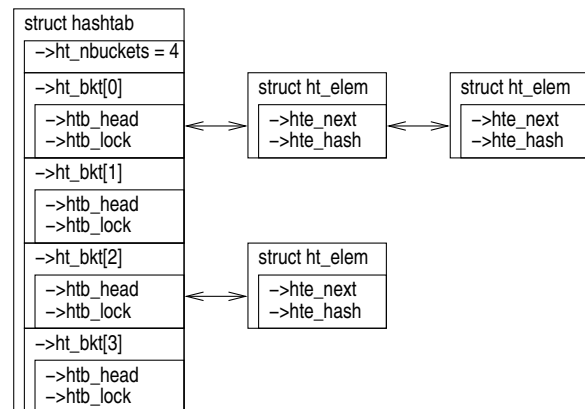 struct hashtab
−>ht_nbuckets = 4
−>ht_bkt[0]
−>htb_head
−>htb_lock
struct ht_elem
−>hte_next
−>hte_hash
struct ht_elem
−>hte_next
−>hte_hash
−>ht_bkt[1]
−>htb_head
−>htb_lock
−>ht_bkt[2]
−>htb_head
−>htb_lock
struct ht_elem
−>hte_next
−>hte_hash
−>ht_bkt[3]
−>htb_head
−>htb_lock